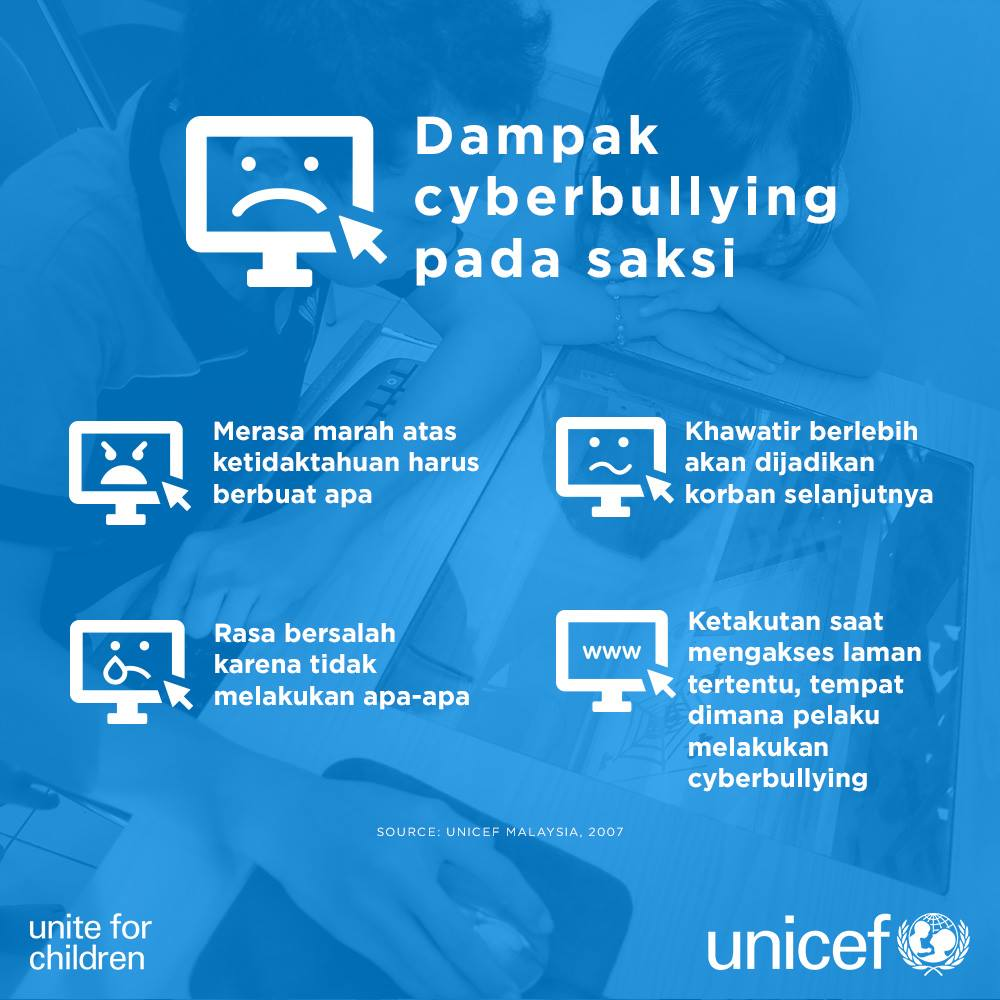 Dampak
cyberbullying
pada saksi
Merasa marah atas
ketidaktahuan harus
berbuat apa
Khawatir berlebih
akan dijadikan
korban selanjutnya
Rasa bersalah
karena tidak
melakukan apa-apa
www
Ketakutan saat
mengakses laman
tertentu, tempat
dimana pelaku
melakukan
cyberbullying
SOURCE: UNICEF MALAYSIA, 2007
unite for
children
unicef